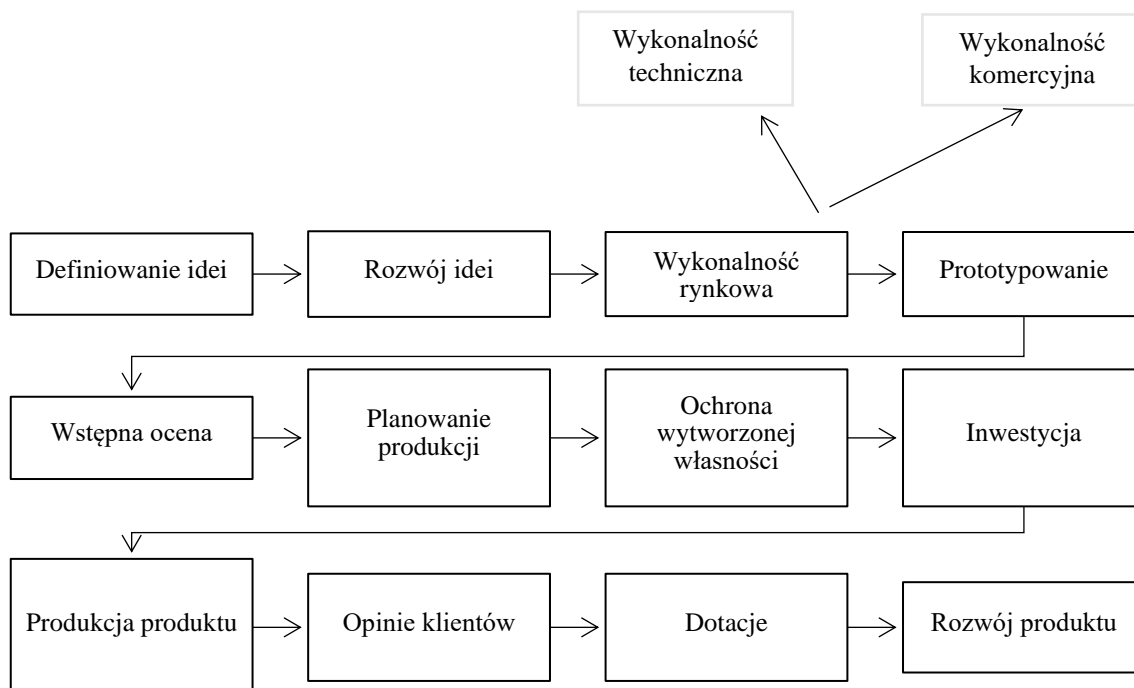 Wykonalność
techniczna
Wykonalność
komercyjna
Definiowanie idei
Rozwój idei
Wykonalność
rynkowa
Prototypowanie
Wstępna ocena
Planowanie
produkcji
Ochrona
wytworzonej
własności
Inwestycja
Produkcja produktu
Opinie klientów
Dotacje
Rozwój produktu